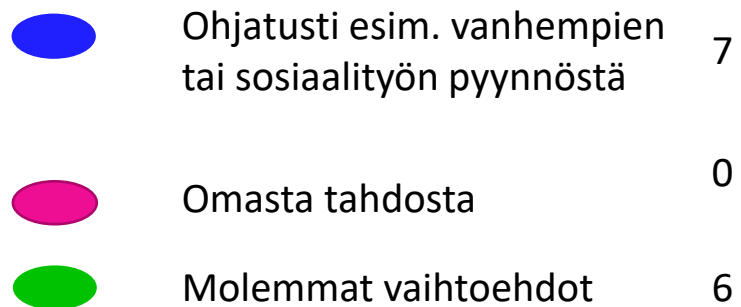 Ohjatusti esim. vanhempien
tai sosiaalityön pyynnöstä 7
0
Omasta tahdosta
Molemmat vaihtoehdot 6